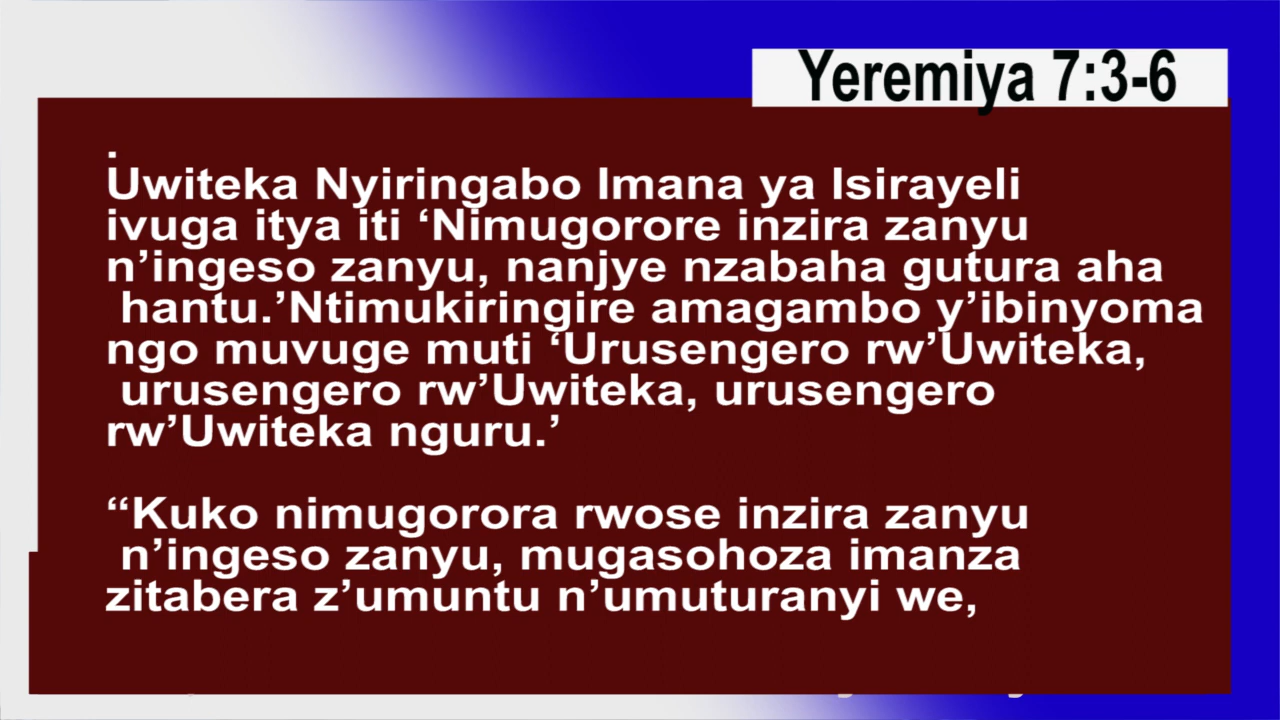 Yeremiya 7:3-6
.
Uwiteka Nyiringabo Imana ya Isirayeli
ivuga itya iti ‘Nimugorore inzira zanyu
n’ingeso zanyu, nanjye nzabaha gutura aha
hantu.’Ntimukiringire amagambo y’ibinyoma
ngo muvuge muti ‘Urusengero rw’Uwiteka,
urusengero rw’Uwiteka, urusengero
rw’Uwiteka nguru.’
“Kuko nimugorora rwose inzira zanyu
n’ingeso zanyu, mugasohoza imanza
zitabera z’umuntu n’umuturanyi we,